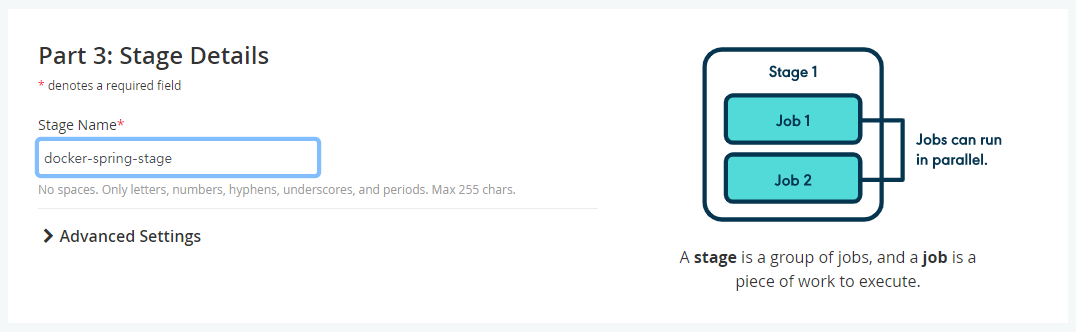 Part 3: Stage Details
* denotes a required field
Stage Name*
docker-spring-stage
No spaces. Only letters, numbers, hyphens, underscores, and periods. Max 255 chars.
Advanced Settings
Stage 1
Job 1
Job 2
Jobs can run
in parallel.
A stage is a group of jobs, and a job is a
piece of work to execute.